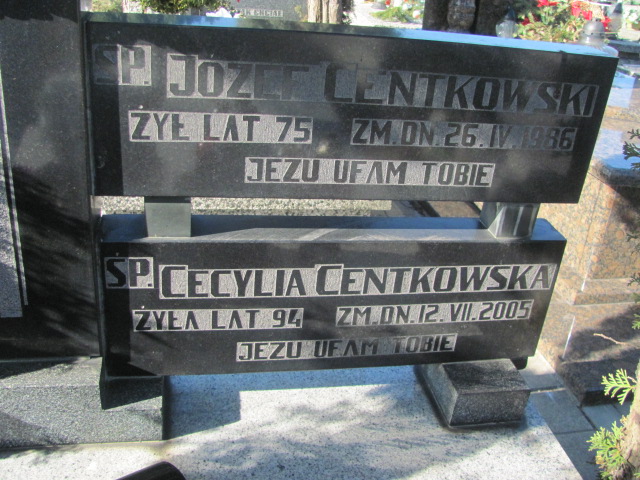 ŚP. JÓZEF CENTKOWSKI
ŻYŁ LAT 75 ZM. DN. 26. IV. 1986
JEZU UFAM TOBIE
ŚP. CECYLIA CENTKOWSKA
ŻYŁA LAT 94 ZM. DN. 12. VII. 2005
JEZU UFAM TOBIE